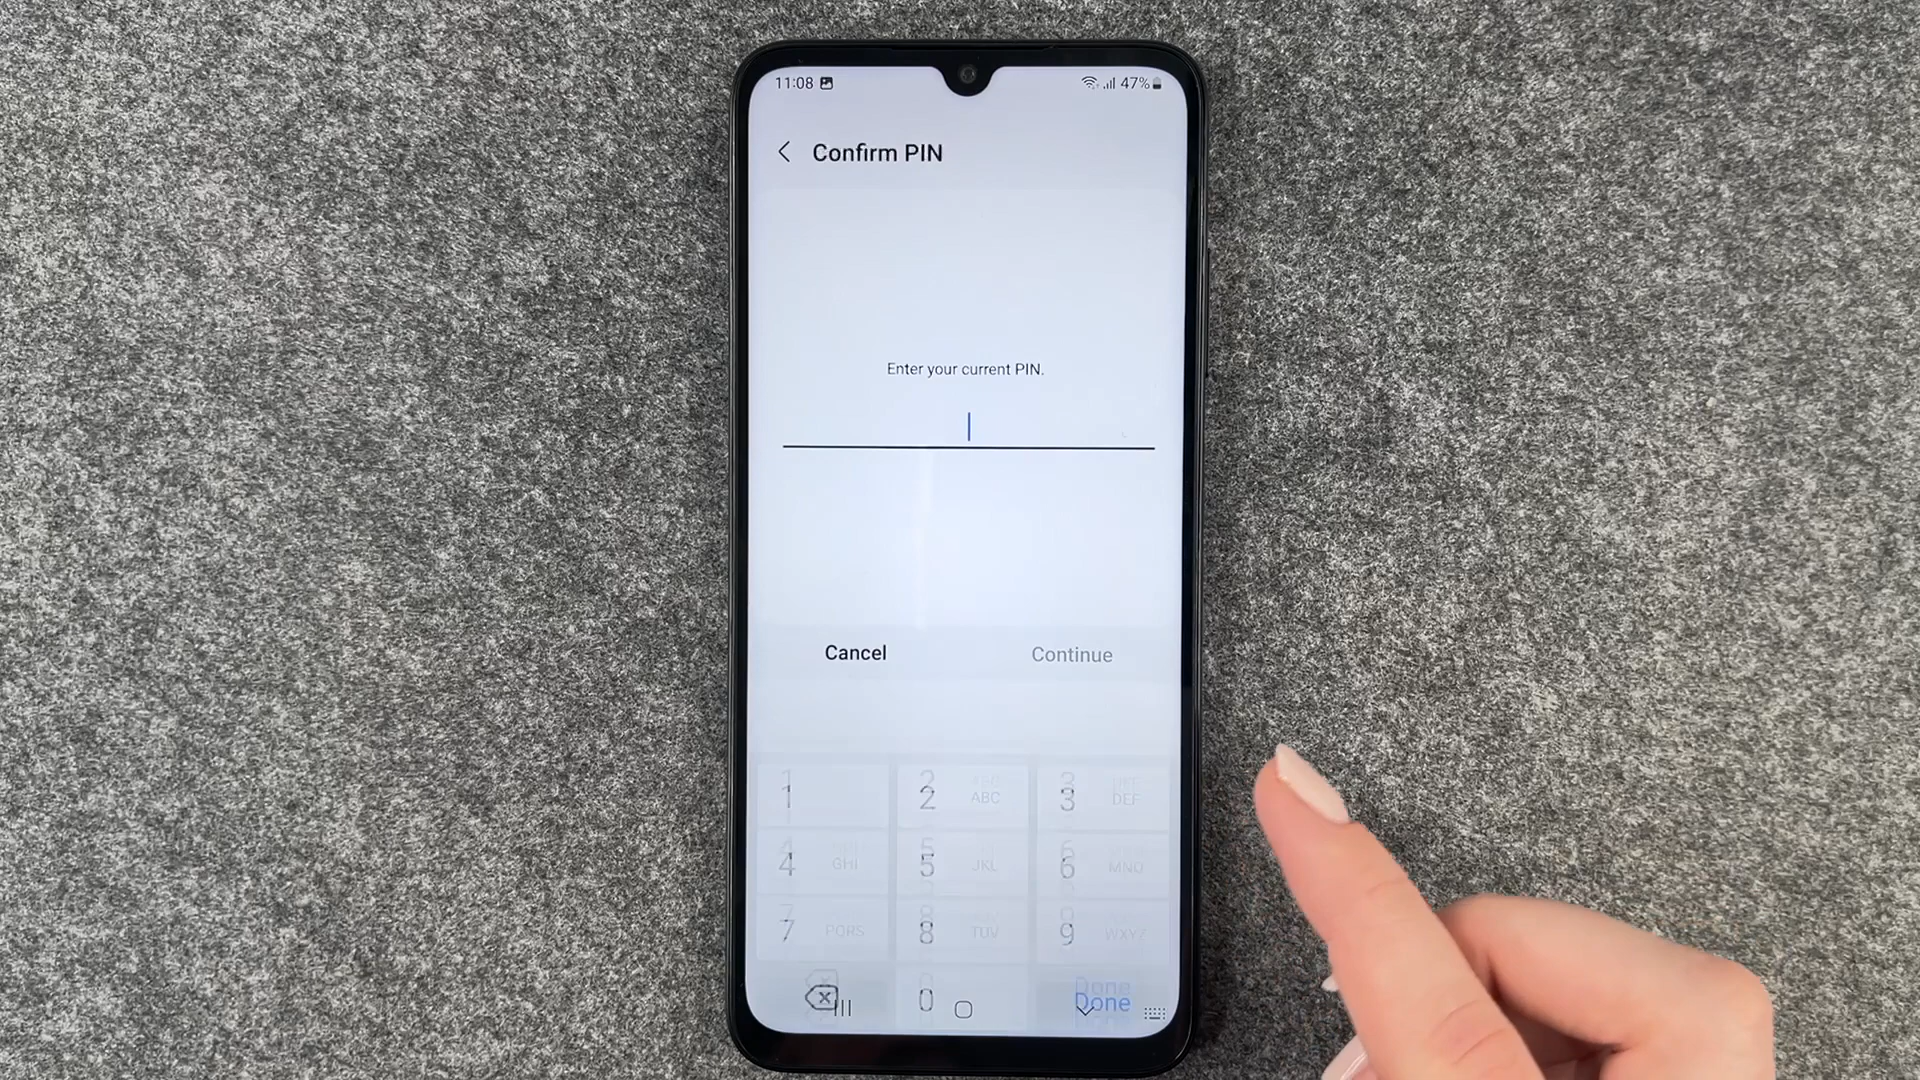 11:08 47%
Confirm PIN
Enter your current PIN.
Cancel Continue
1 2 ABC 3 DEF
4 GHI 5 JKL 6 MNO
7 PQRS 8 TUV 9 WXYZ
0 Done